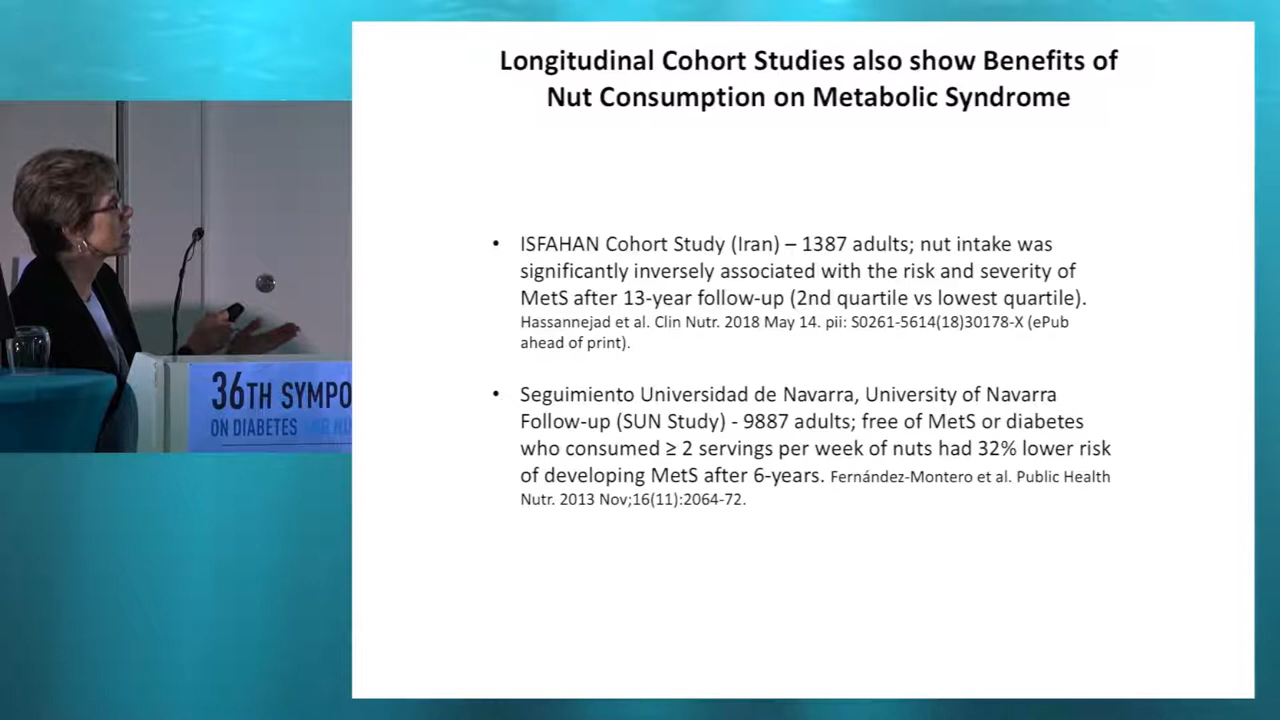 Longitudinal Cohort Studies also show Benefits of
Nut Consumption on Metabolic Syndrome
• ISFAHAN Cohort Study (Iran) – 1387 adults; nut intake was
significantly inversely associated with the risk and severity of
MetS after 13-year follow-up (2nd quartile vs lowest quartile).
Hassannejad et al. Clin Nutr. 2018 May 14. pii: S0261-5614(18)30178-X (ePub
ahead of print).
• Seguimiento Universidad de Navarra, University of Navarra
Follow-up (SUN Study) - 9887 adults; free of MetS or diabetes
who consumed ≥ 2 servings per week of nuts had 32% lower risk
of developing MetS after 6-years. Fernández-Montero et al. Public Health
Nutr. 2013 Nov;16(11):2064-72.
36TH SYMPO
ON DIABETES